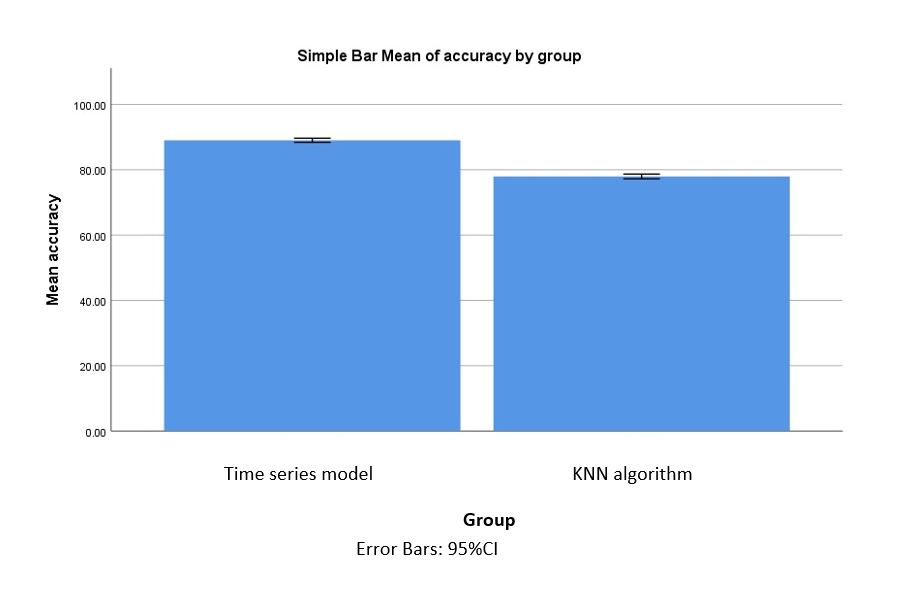 Simple Bar Mean of accuracy by group
Mean accuracy
100.00
80.00
60.00
40.00
20.00
0.00
Time series model
KNN algorithm
Group
Error Bars: 95%CI